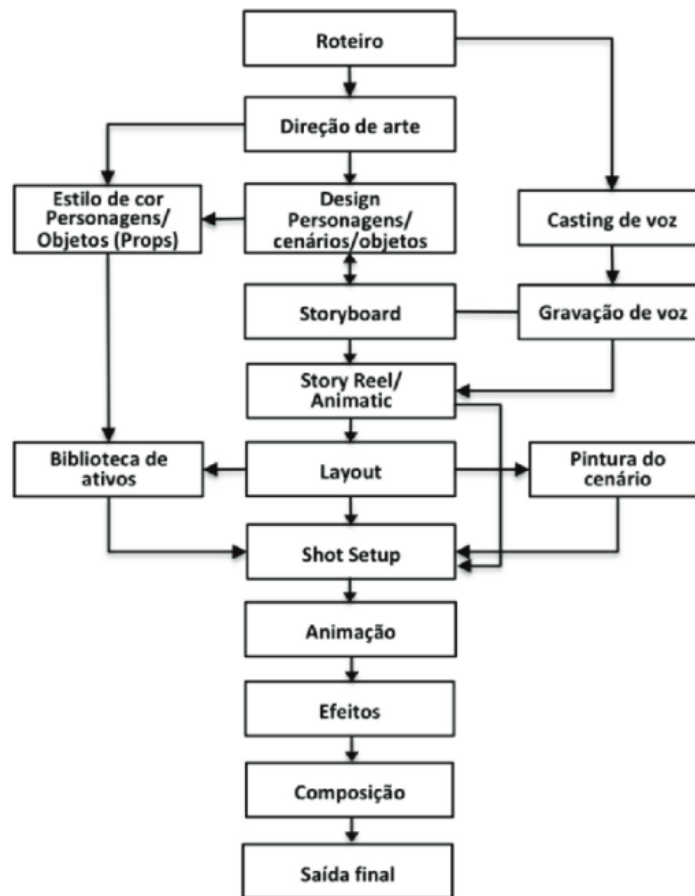 Roteiro
Direção de arte
Estilo de cor
Personagens/
Objetos (Props)
Design
Personagens/
cenários/objetos
Casting de voz
Storyboard
Gravação de voz
Story Reel/
Animatic
Biblioteca de
ativos
Layout
Pintura do
cenário
Shot Setup
Animação
Efeitos
Composição
Saída final